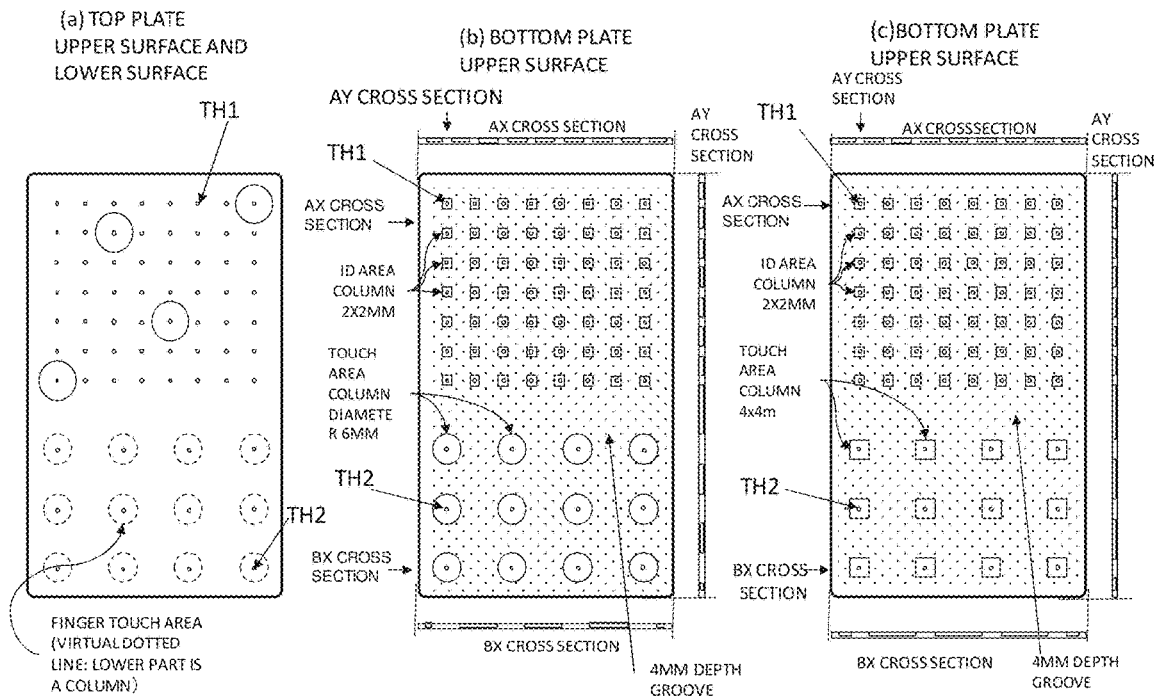 (a) TOP PLATE
UPPER SURFACE AND
LOWER SURFACE
TH1
TH2
FINGER TOUCH AREA
(VIRTUAL DOTTED
LINE: LOWER PART IS
A COLUMN)
(b) BOTTOM PLATE
UPPER SURFACE
AY CROSS SECTION
AX CROSS SECTION
AY
CROSS
SECTION
TH1
AX CROSS
SECTION
ID AREA
COLUMN
2X2MM
TOUCH
AREA
COLUMN
DIAMETE
R 6MM
TH2
BX CROSS
SECTION
BX CROSS SECTION
4MM DEPTH
GROOVE
(c)BOTTOM PLATE
UPPER SURFACE
AY CROSS
SECTION
TH1
AX CROSSSECTION
AY
CROSS
SECTION
AX CROSS
SECTION
ID AREA
COLUMN
2X2MM
TOUCH
AREA
COLUMN
4x4m
TH2
BX CROSS
SECTION
BX CROSS SECTION
4MM DEPTH
GROOVE